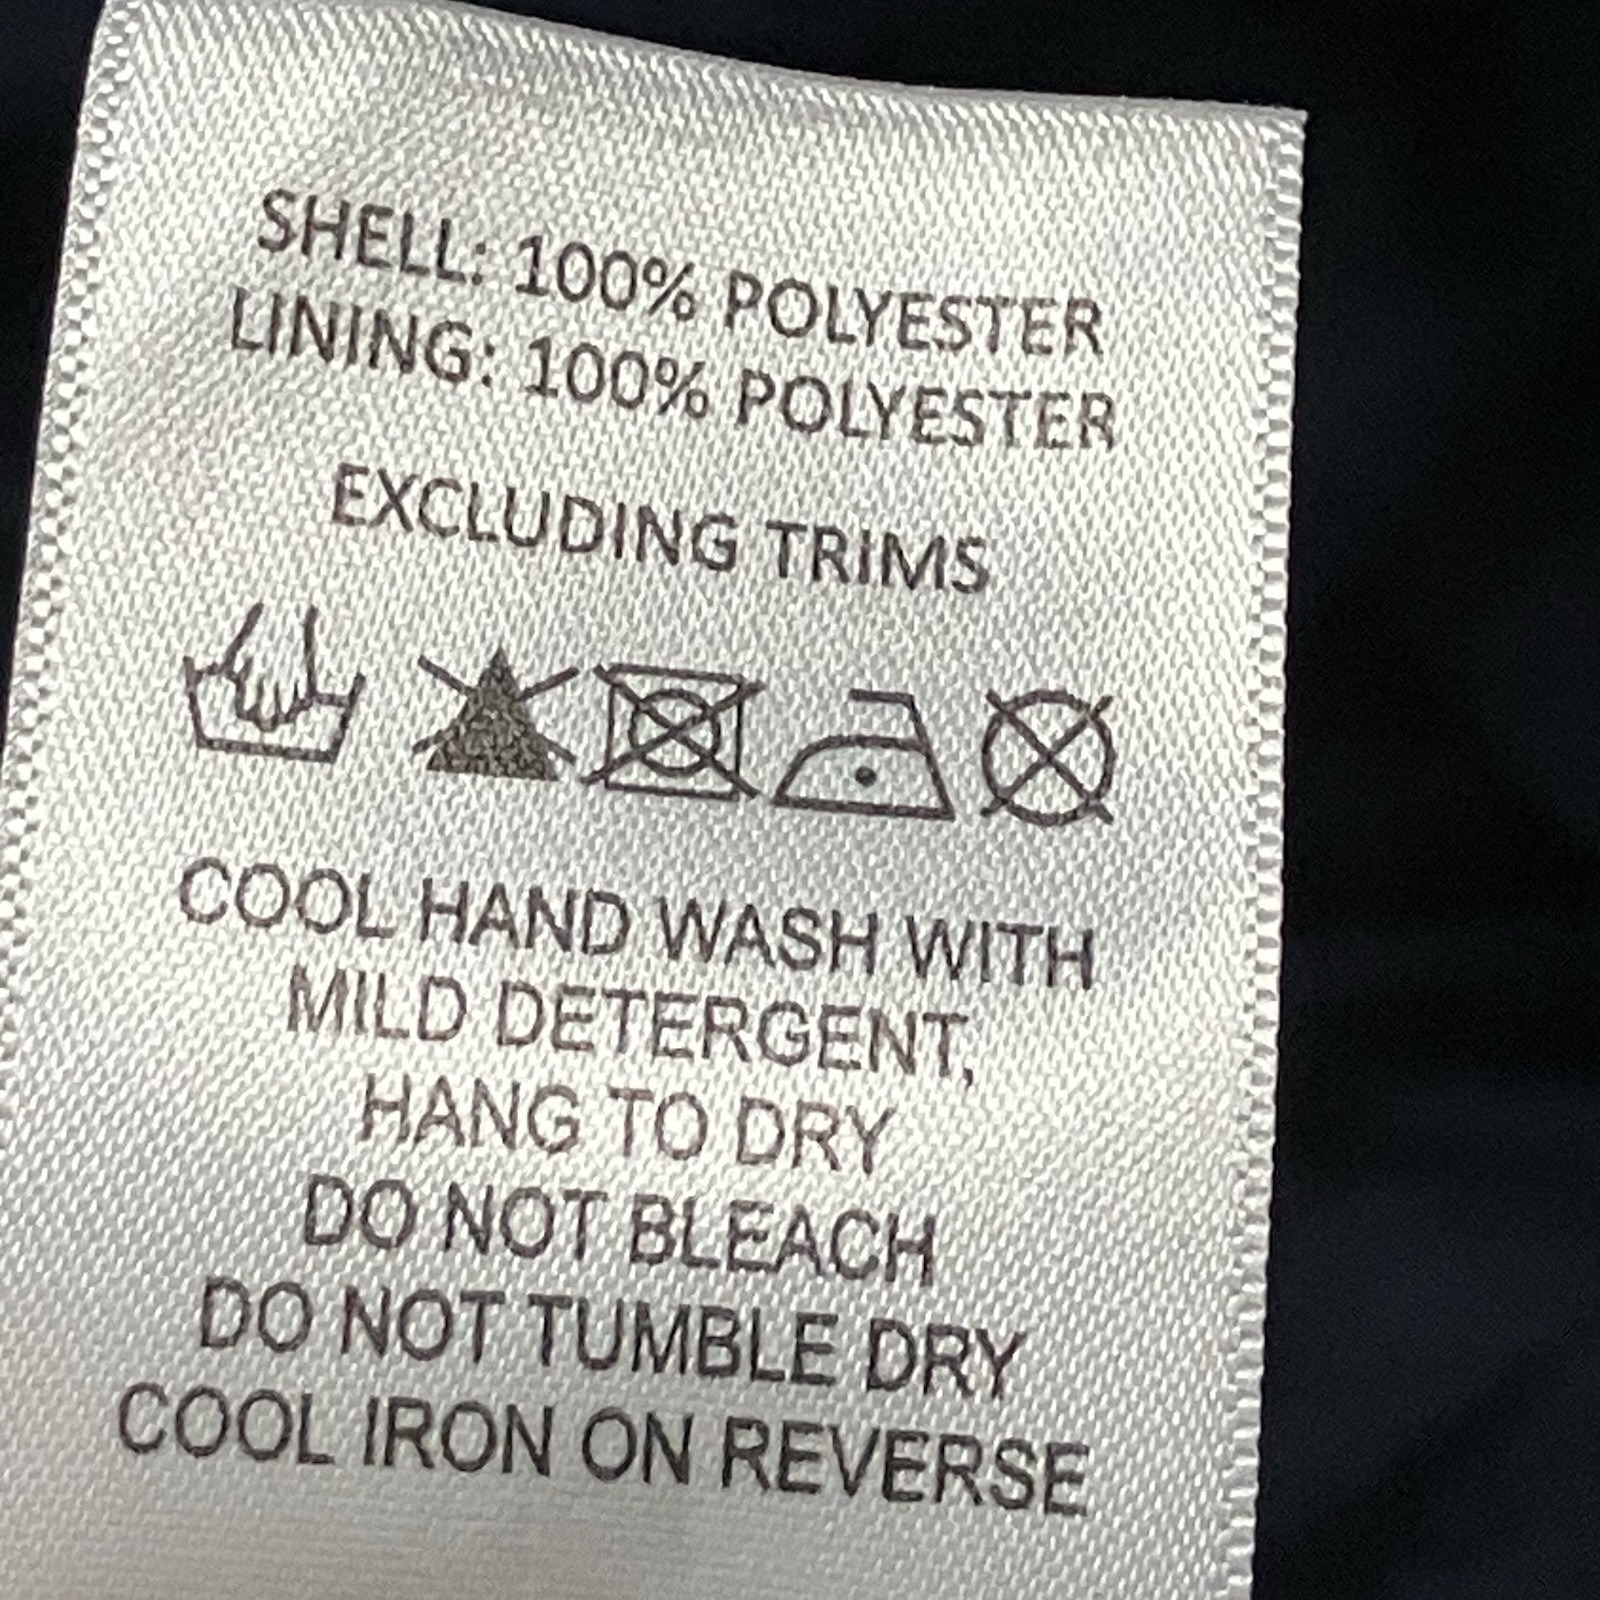 SHELL: 100% POLYESTER
LINING: 100% POLYESTER
EXCLUDING TRIMS
COOL HAND WASH WITH
MILD DETERGENT,
HANG TO DRY
DO NOT BLEACH
DO NOT TUMBLE DRY
COOL IRON ON REVERSE